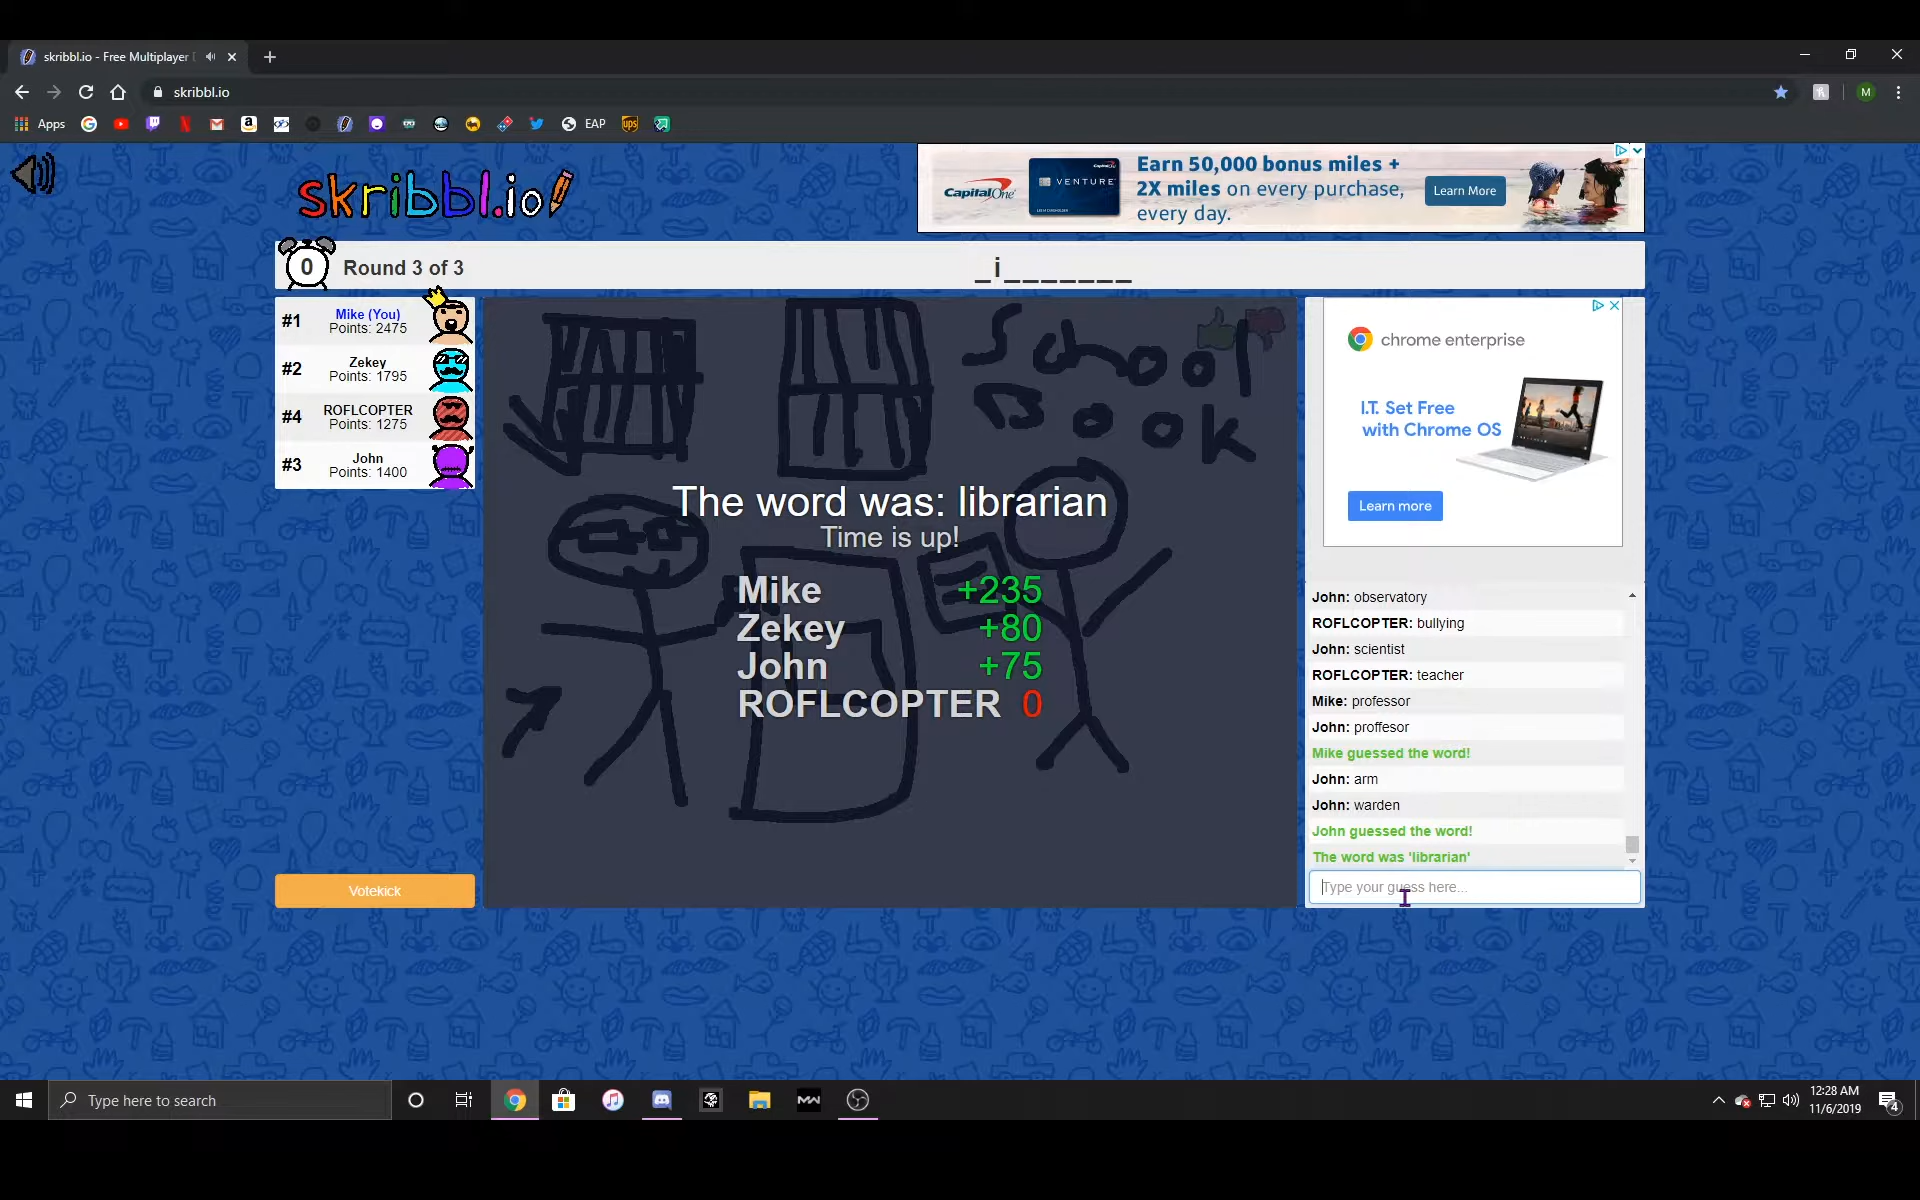 skribbl.io - Free Multiplayer
skribbl.io
Apps
EAP
skribbl.io
CapitalOne
VENTURE
Earn 50,000 bonus miles +
2X miles on every purchase,
every day.
Learn More
0
Round 3 of 3
_i_______
#1
Mike (You)
Points: 2475
#2
Zekey
Points: 1795
#4
ROFLCOPTER
Points: 1275
#3
John
Points: 1400
Votekick
School
Book
The word was: librarian
Time is up!
Mike +235
Zekey +80
John +75
ROFLCOPTER 0
chrome enterprise
I.T. Set Free
with Chrome OS
Learn more
John: observatory
ROFLCOPTER: bullying
John: scientist
ROFLCOPTER: teacher
Mike: professor
John: proffesor
Mike guessed the word!
John: arm
John: warden
John guessed the word!
The word was 'librarian'
Type your guess here...
Type here to search
12:28 AM
11/6/2019
4